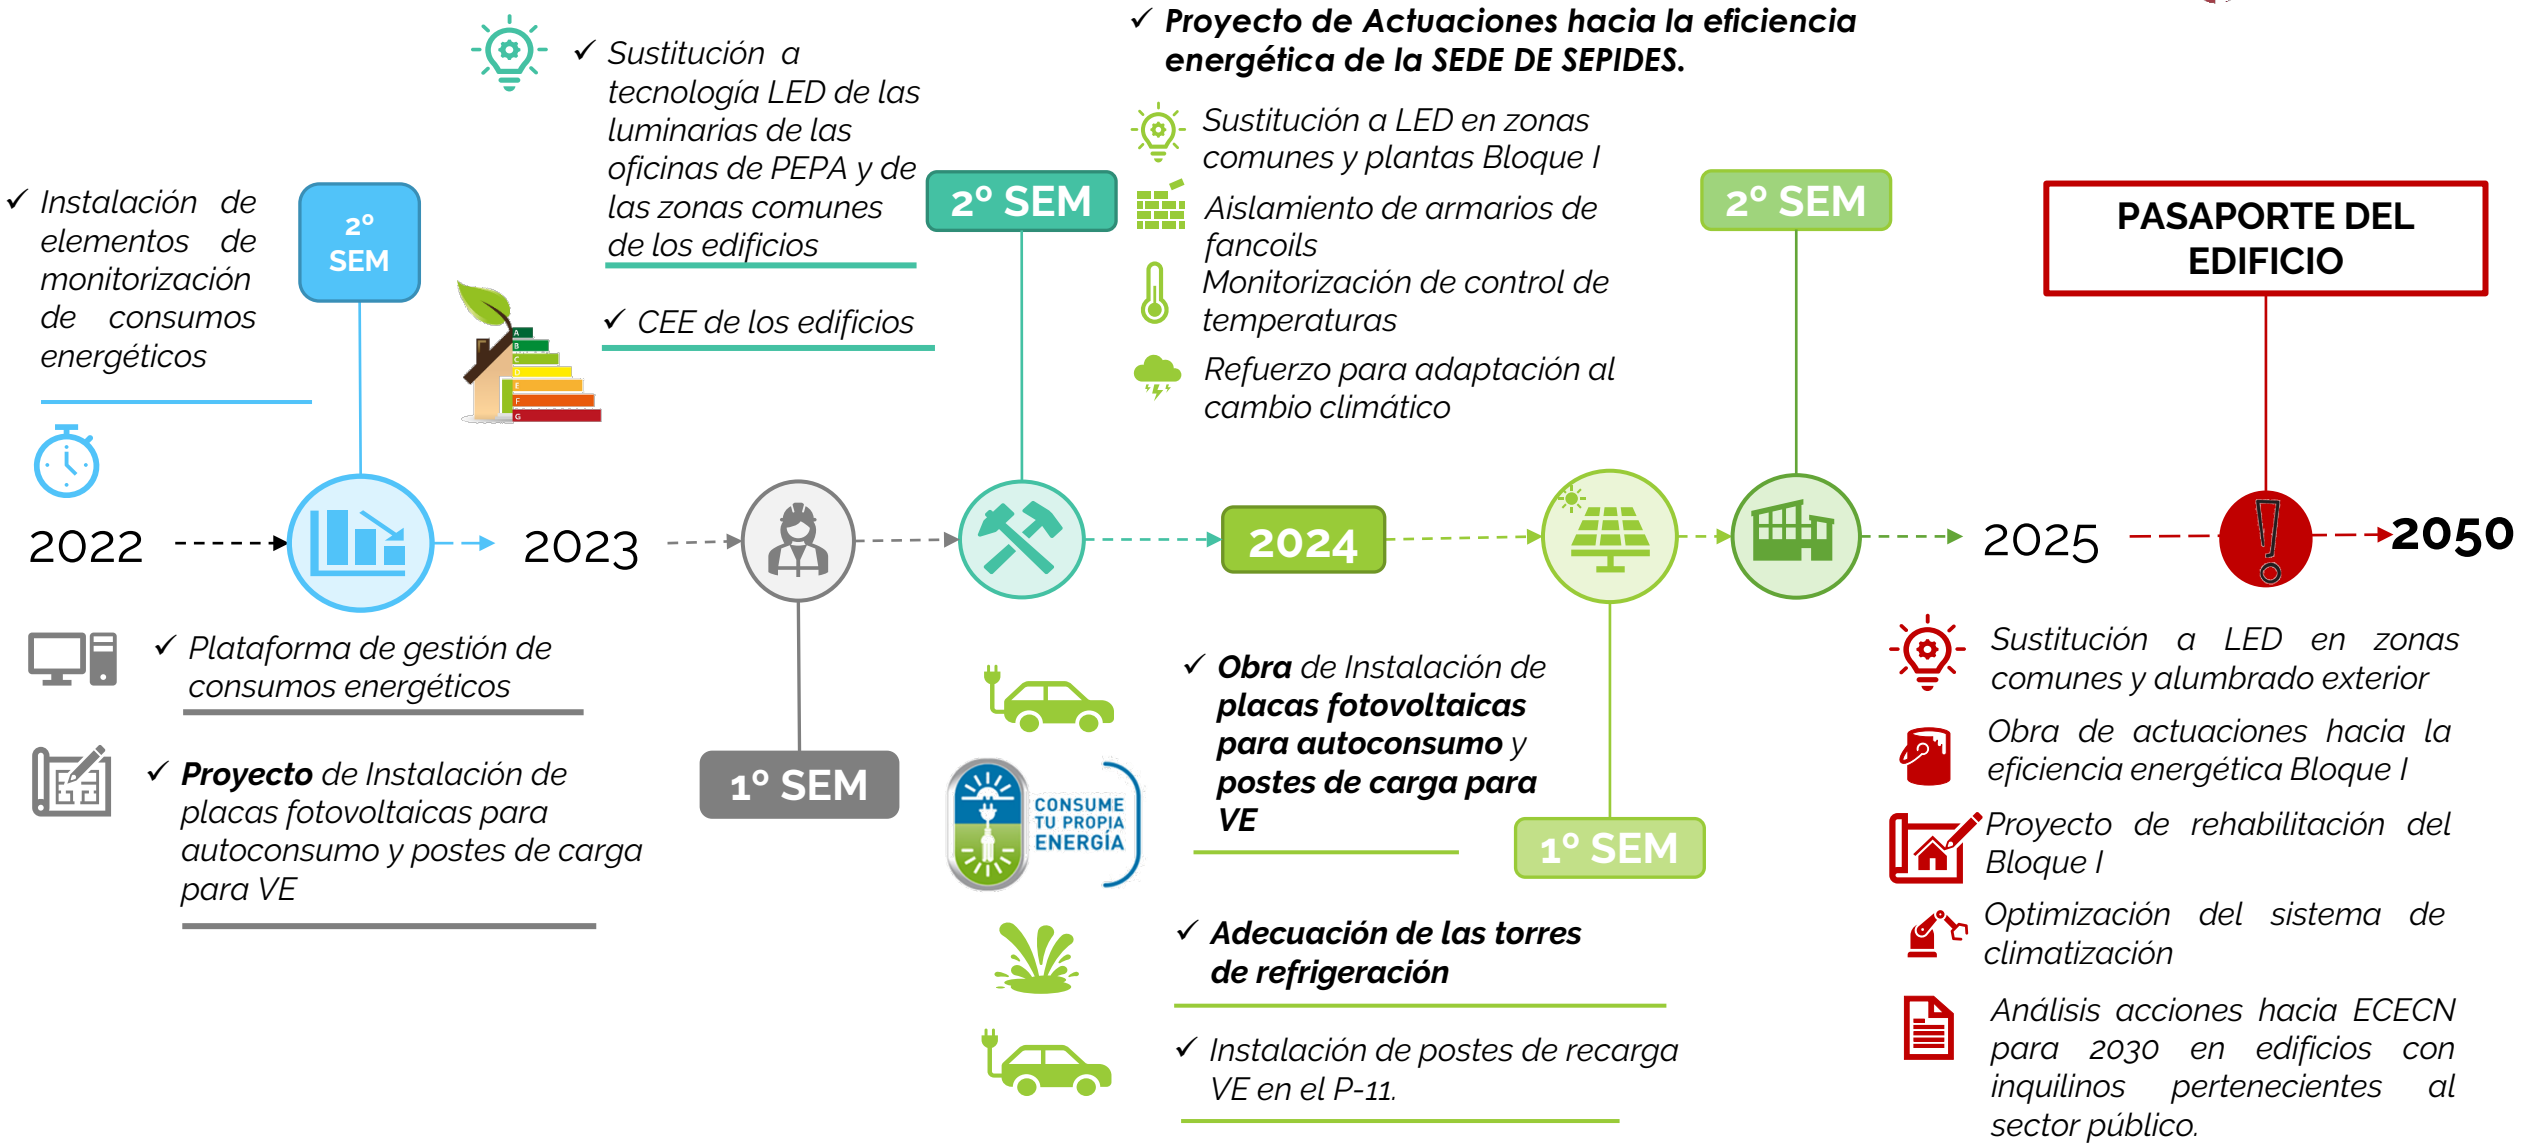 ✓ Instalación de
elementos de
monitorización
de consumos
energéticos
2º
SEM
✓ Sustitución a
tecnología LED de las
luminarias de las
oficinas de PEPA y de
las zonas comunes
de los edificios
✓ CEE de los edificios
A
B
C
D
E
F
G
2º SEM
✓ Proyecto de Actuaciones hacia la eficiencia
energética de la SEDE DE SEPIDES.
Sustitución a LED en zonas
comunes y plantas Bloque I
Aislamiento de armarios de
fancoils
Monitorización de control de
temperaturas
Refuerzo para adaptación al
cambio climático
2º SEM
PASAPORTE DEL
EDIFICIO
2022
2023
2024
2025
2050
✓ Plataforma de gestión de
consumos energéticos
✓ Proyecto de Instalación de
placas fotovoltaicas para
autoconsumo y postes de carga
para VE
1º SEM
CONSUME
TU PROPIA
ENERGÍA
✓ Obra de Instalación de
placas fotovoltaicas
para autoconsumo y
postes de carga para
VE
1º SEM
✓ Adecuación de las torres
de refrigeración
✓ Instalación de postes de recarga
VE en el P-11.
Sustitución a LED en zonas
comunes y alumbrado exterior
Obra de actuaciones hacia la
eficiencia energética Bloque I
Proyecto de rehabilitación del
Bloque I
Optimización del sistema de
climatización
Análisis acciones hacia ECECN
para 2030 en edificios con
inquilinos pertenecientes al
sector público.